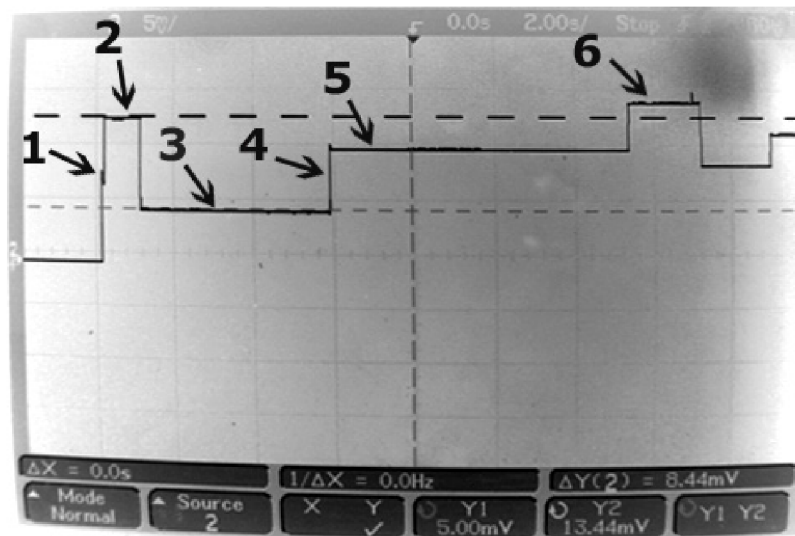 5㎷/ 0.0s 2.00s/ Stop
2
6
5
1
3
4
ΔX = 0.0s 1/ΔX = 0.0Hz ΔY(2) = 8.44mV
Mode Source X Y Y1 Y2 Y1 Y2
Normal 2 ✓ 5.00mV 13.44mV